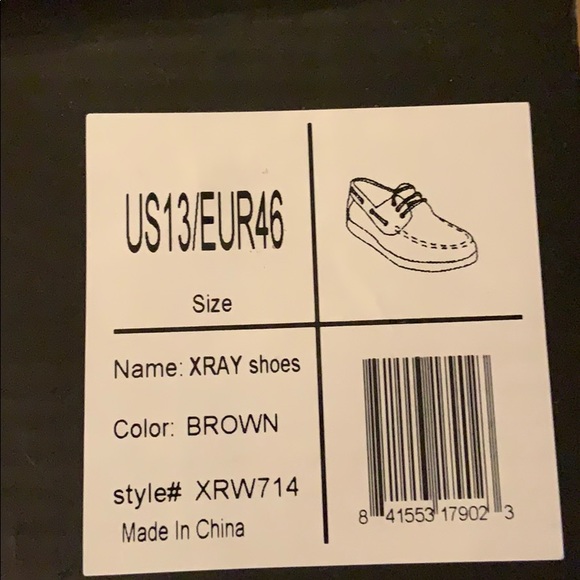 US13/EUR46
Size
Name: XRAY shoes
Color: BROWN
style# XRW714
Made In China
8 41553 17902 3